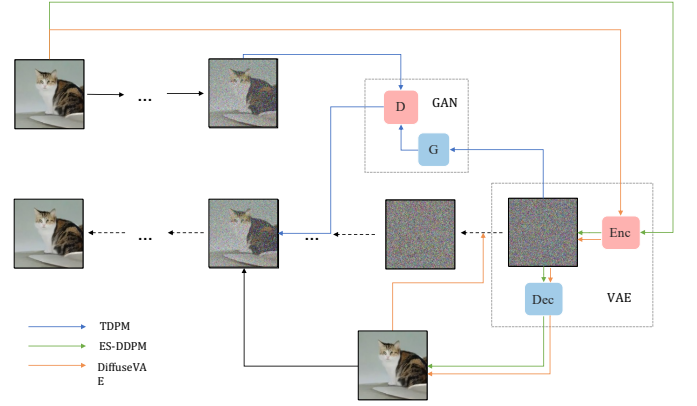 ...
D
GAN
G
...
...
...
Enc
Dec
VAE
TDPM
ES-DDPM
DiffuseVA
E